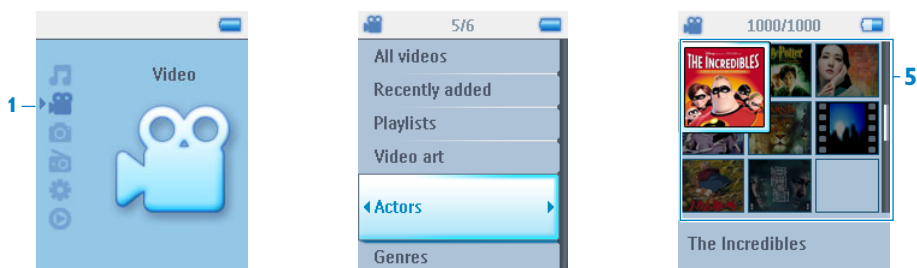 1
Video
5/6
All videos
Recently added
Playlists
Video art
Actors
Genres
1000/1000
THE INCREDIBLES
The Incredibles
5